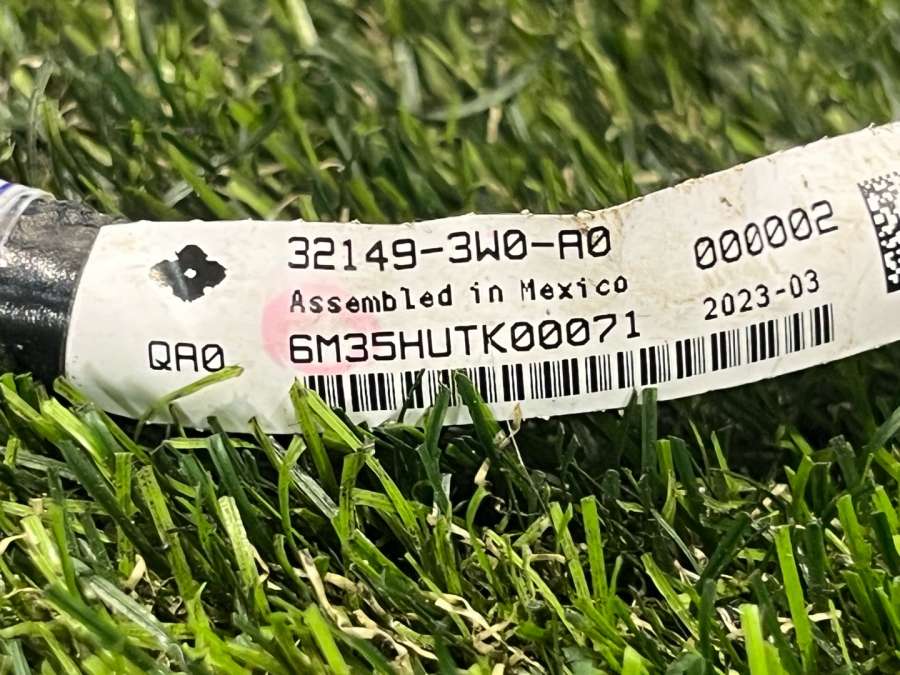 32149-3W0-A0
000002
Assembled in Mexico
2023-03
QA0
6M35HUTK00071